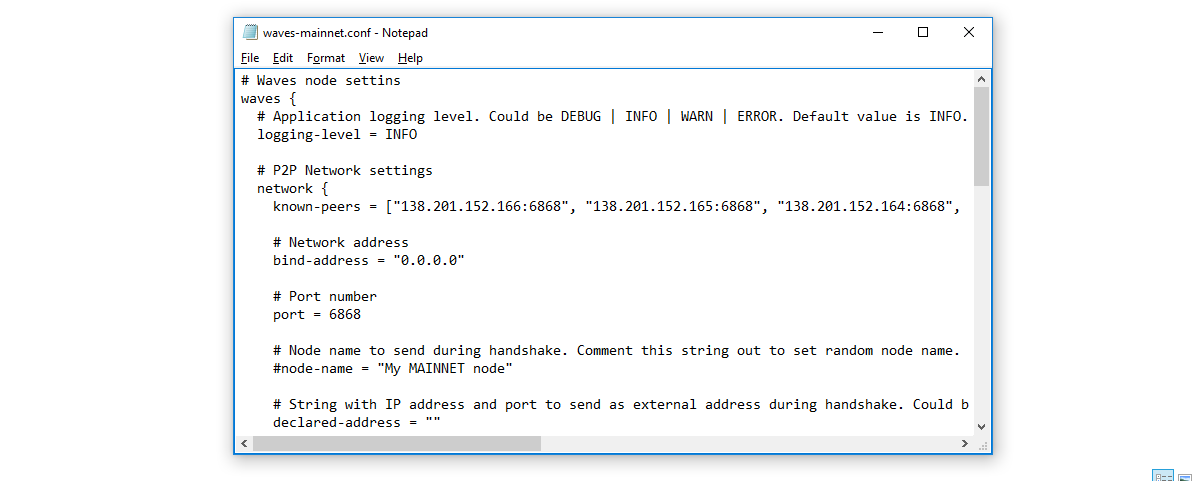 waves-mainnet.conf - Notepad
File Edit Format View Help
# Waves node settins
waves {
  # Application logging level. Could be DEBUG | INFO | WARN | ERROR. Default value is INFO.
  logging-level = INFO

  # P2P Network settings
  network {
    known-peers = ["138.201.152.166:6868", "138.201.152.165:6868", "138.201.152.164:6868",

    # Network address
    bind-address = "0.0.0.0"

    # Port number
    port = 6868

    # Node name to send during handshake. Comment this string out to set random node name.
    #node-name = "My MAINNET node"

    # String with IP address and port to send as external address during handshake. Could b
    declared-address = ""